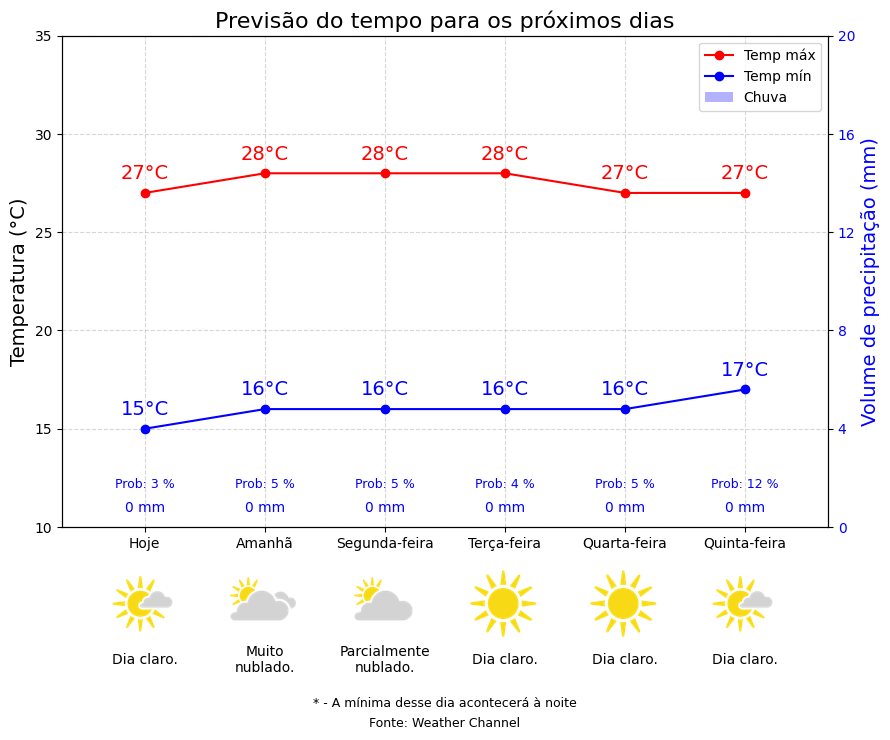 Previsão do tempo para os próximos dias
Temperatura (°C)
35
30
25
20
15
10
Volume de precipitação (mm)
20
16
12
8
4
0
Temp máx
Temp mín
Chuva
27°C 28°C 28°C 28°C 27°C 27°C
15°C 16°C 16°C 16°C 16°C 17°C
Prob: 3 % Prob: 5 % Prob: 5 % Prob: 4 % Prob: 5 % Prob: 12 %
0 mm 0 mm 0 mm 0 mm 0 mm 0 mm
Hoje Amanhã Segunda-feira Terça-feira Quarta-feira Quinta-feira
Dia claro.
Muito
nublado.
Parcialmente
nublado.
Dia claro.
Dia claro.
Dia claro.
* - A mínima desse dia acontecerá à noite
Fonte: Weather Channel